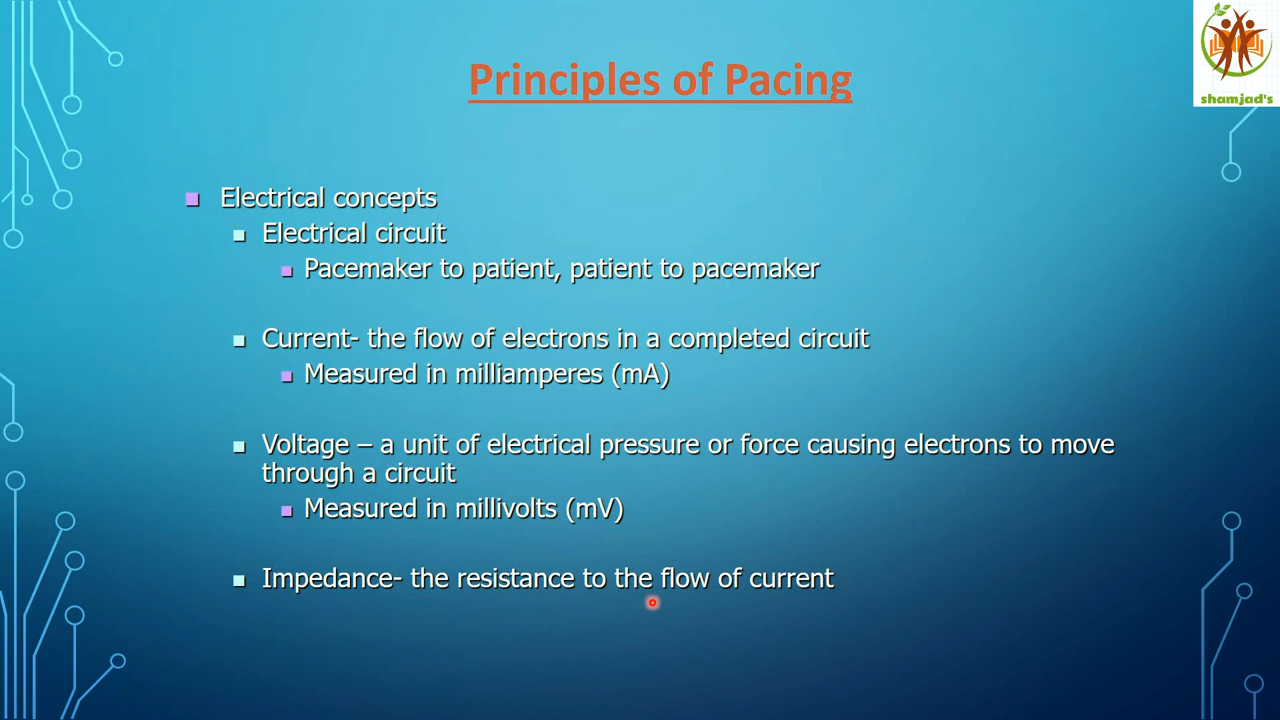 shamjad's
Principles of Pacing
Electrical concepts
Electrical circuit
Pacemaker to patient, patient to pacemaker
Current- the flow of electrons in a completed circuit
Measured in milliamperes (mA)
Voltage – a unit of electrical pressure or force causing electrons to move
through a circuit
Measured in millivolts (mV)
Impedance- the resistance to the flow of current